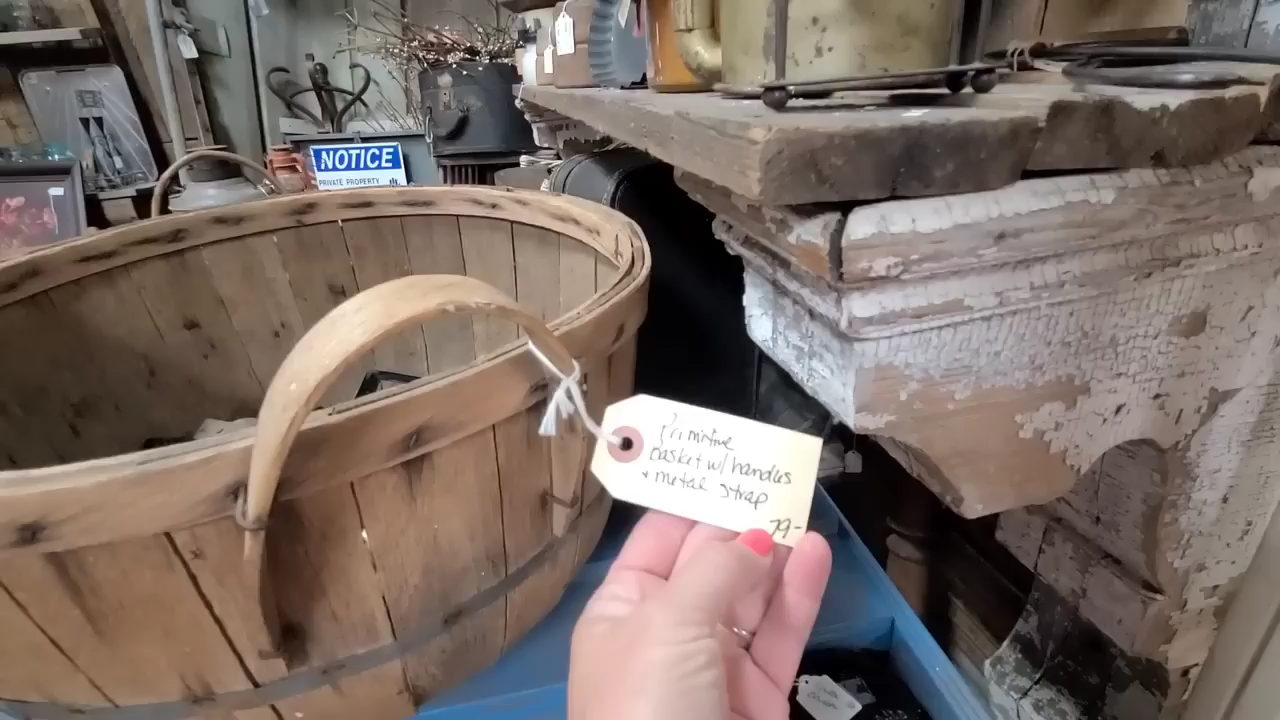 NOTICE
PRIVATE PROPERTY
Primitive
Basket w/ handles
+ metal strap
79-